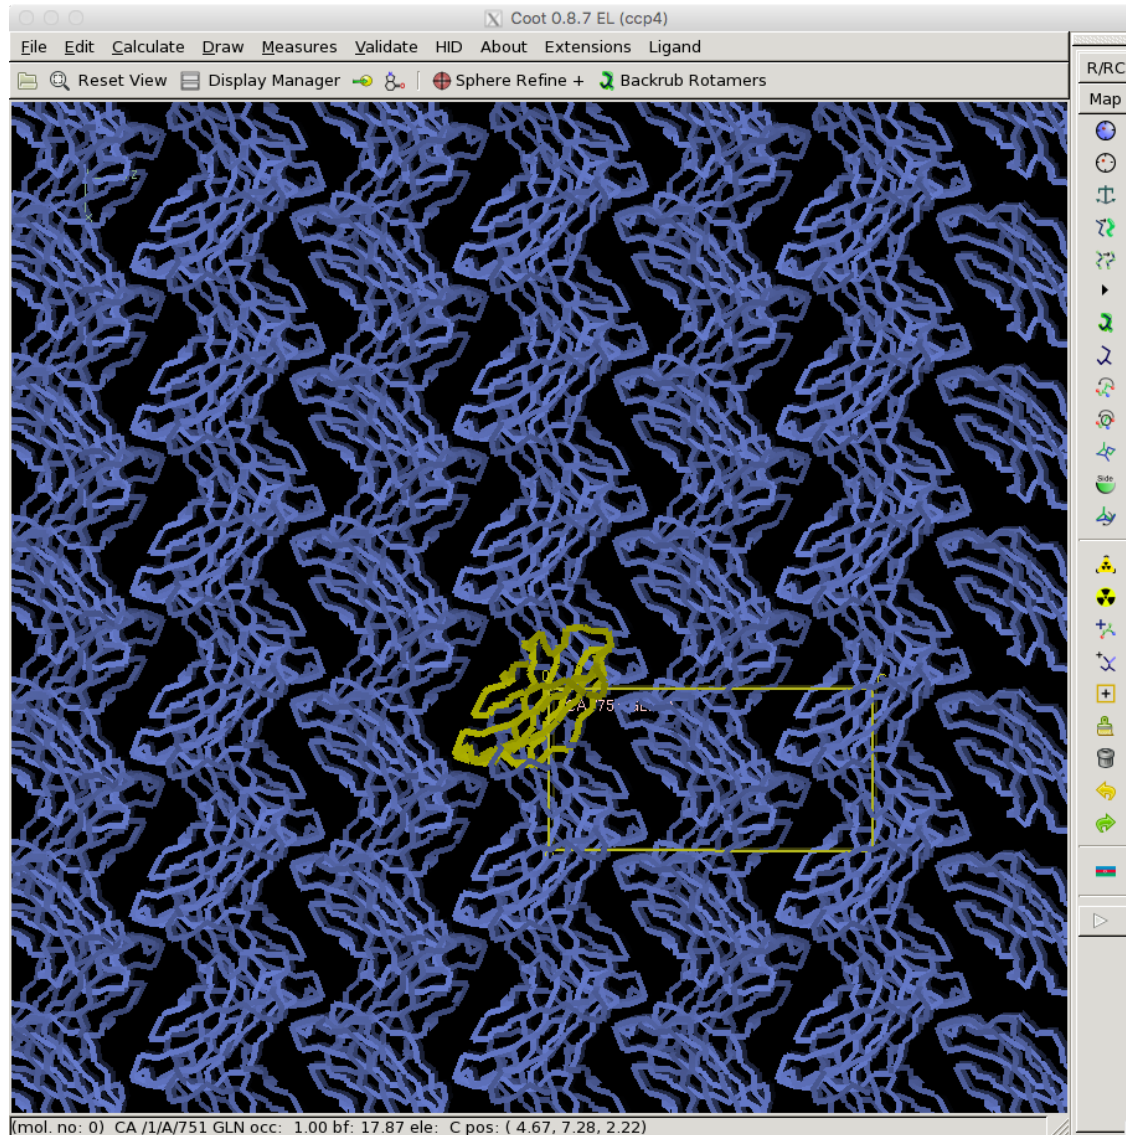 Coot 0.8.7 EL (ccp4)
File Edit Calculate Draw Measures Validate HID About Extensions Ligand
R/RC
Reset View Display Manager Sphere Refine + Backrub Rotamers
Map
z
x
Side
0
(mol. no: 0) CA /1/A/751 GLN occ: 1.00 bf: 17.87 ele: C pos: ( 4.67, 7.28, 2.22)